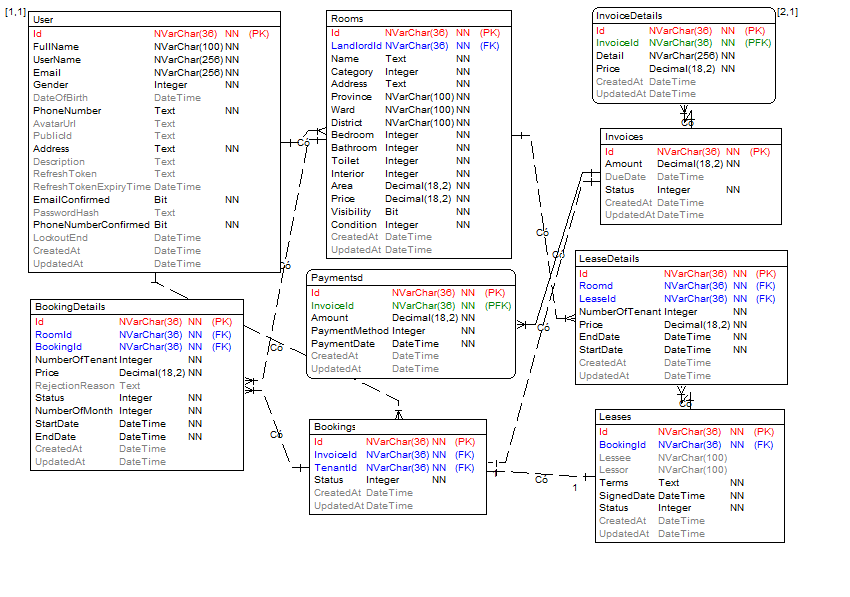 [1,1]
User
Id NVarChar(36) NN (PK)
FullName NVarChar(100) NN
UserName NVarChar(256) NN
Email NVarChar(256) NN
Gender Integer NN
DateOfBirth DateTime
PhoneNumber Text NN
AvatarUrl Text
PublicId Text
Address Text NN
Description Text
RefreshToken Text
RefreshTokenExpiryTime DateTime
EmailConfirmed Bit NN
PasswordHash Text
PhoneNumberConfirmed Bit NN
LockoutEnd DateTime
CreatedAt DateTime
UpdatedAt DateTime
Rooms
Id NVarChar(36) NN (PK)
LandlordId NVarChar(36) NN (FK)
Name Text NN
Category Integer NN
Address Text NN
Province NVarChar(100) NN
Ward NVarChar(100) NN
District NVarChar(100) NN
Bedroom Integer NN
Bathroom Integer NN
Toilet Integer NN
Interior Integer NN
Area Decimal(18,2) NN
Price Decimal(18,2) NN
Visibility Bit NN
Condition Integer NN
CreatedAt DateTime
UpdatedAt DateTime
InvoiceDetails
[2,1]
Id NVarChar(36) NN (PK)
InvoiceId NVarChar(36) NN (PFK)
Detail NVarChar(256) NN
Price Decimal(18,2) NN
CreatedAt DateTime
UpdatedAt DateTime
Có
Invoices
Id NVarChar(36) NN (PK)
Amount Decimal(18,2) NN
DueDate DateTime
Status Integer NN
CreatedAt DateTime
UpdatedAt DateTime
Có
Có
Có
Có
LeaseDetails
Id NVarChar(36) NN (PK)
Roomd NVarChar(36) NN (FK)
LeaseId NVarChar(36) NN (FK)
NumberOfTenant Integer NN
Price Decimal(18,2) NN
EndDate DateTime NN
StartDate DateTime NN
CreatedAt DateTime
UpdatedAt DateTime
Paymentsd
Id NVarChar(36) NN (PK)
InvoiceId NVarChar(36) NN (PFK)
Amount Decimal(18,2) NN
PaymentMethod Integer NN
PaymentDate DateTime NN
CreatedAt DateTime
UpdatedAt DateTime
Có
Có
BookingDetails
Id NVarChar(36) NN (PK)
RoomId NVarChar(36) NN (FK)
BookingId NVarChar(36) NN (FK)
NumberOfTenant Integer NN
Price Decimal(18,2) NN
RejectionReason Text
Status Integer NN
NumberOfMonth Integer NN
StartDate DateTime NN
EndDate DateTime NN
CreatedAt DateTime
UpdatedAt DateTime
Có
Có
Bookings
Id NVarChar(36) NN (PK)
InvoiceId NVarChar(36) NN (FK)
TenantId NVarChar(36) NN (FK)
Status Integer NN
CreatedAt DateTime
UpdatedAt DateTime
1
Có
1
Leases
Id NVarChar(36) NN (PK)
BookingId NVarChar(36) NN (FK)
Lessee NVarChar(100)
Lessor NVarChar(100)
Terms Text NN
SignedDate DateTime NN
Status Integer NN
CreatedAt DateTime
UpdatedAt DateTime